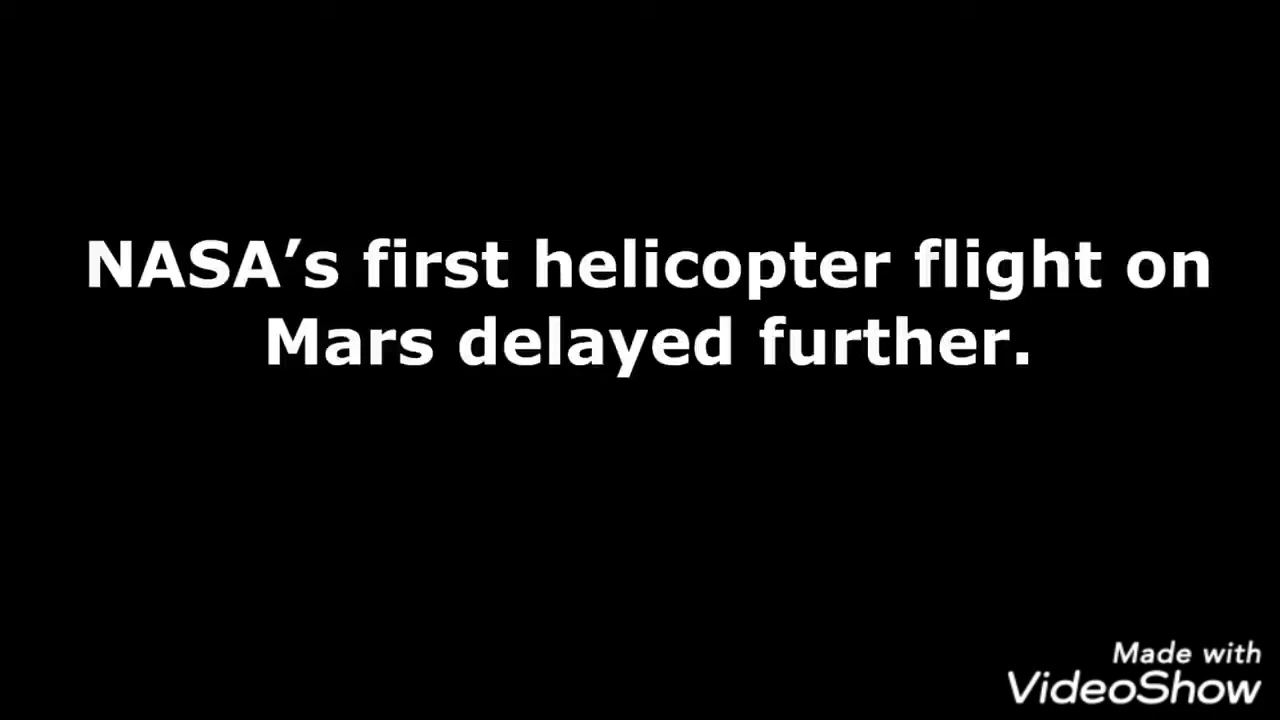 NASA’s first helicopter flight on
Mars delayed further.
Made with
VideoShow